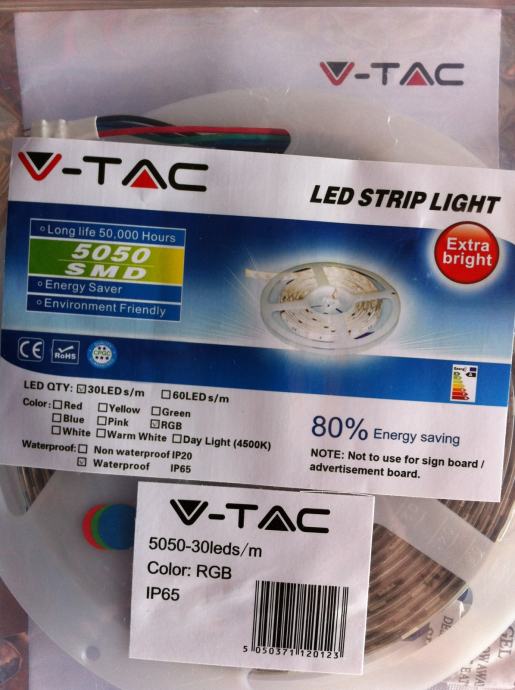 V-TAC
V-TAC
LED STRIP LIGHT
Extra
bright
Long life 50,000 Hours
5050
SMD
Energy Saver
Environment Friendly
CE RoHS
LED QTY: ☑30LEDs/m ☐60LEDs/m
Color: ☐Red ☐Yellow ☐Green
☐Blue ☐Pink ☑RGB
☐White ☐Warm White ☐Day Light (4500K)
Waterproof: ☐ Non waterproof IP20
☑ Waterproof IP65
80% Energy saving
NOTE: Not to use for sign board /
advertisement board.
V-TAC
5050-30leds/m
Color: RGB
IP65
5 050371 120123